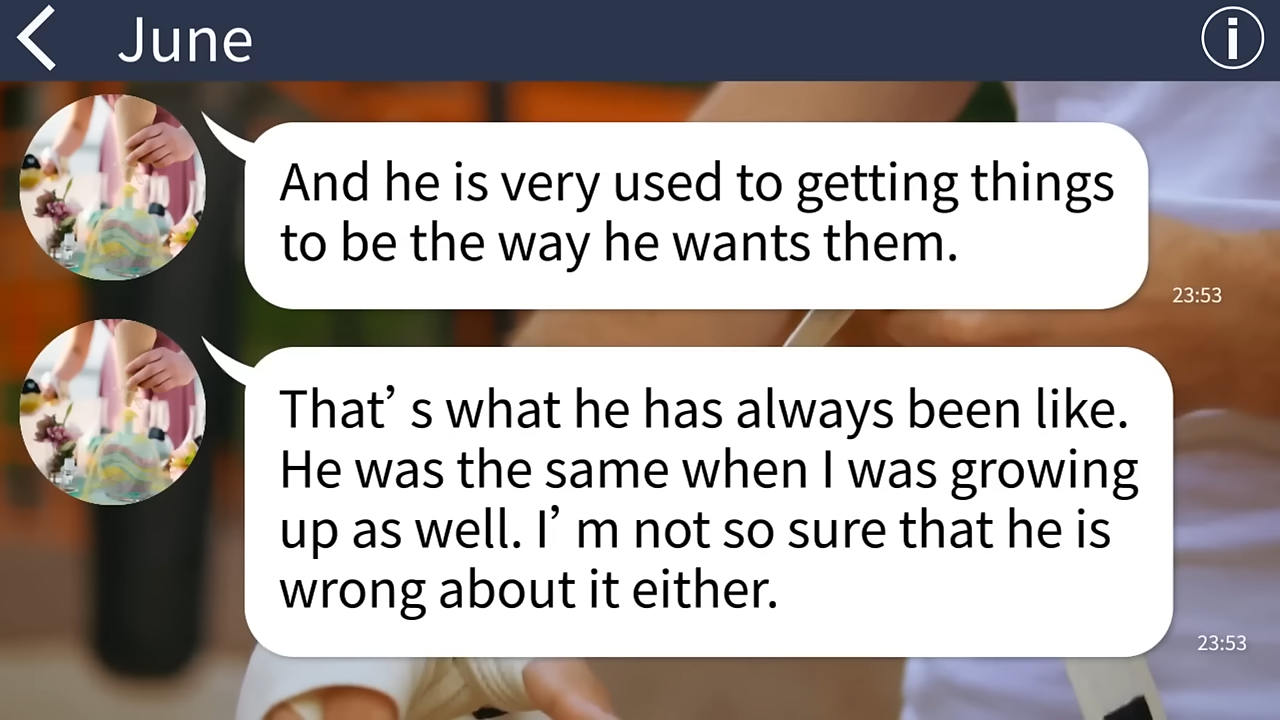 June
And he is very used to getting things
to be the way he wants them.
23:53
That’s what he has always been like.
He was the same when I was growing
up as well. I’m not so sure that he is
wrong about it either.
23:53